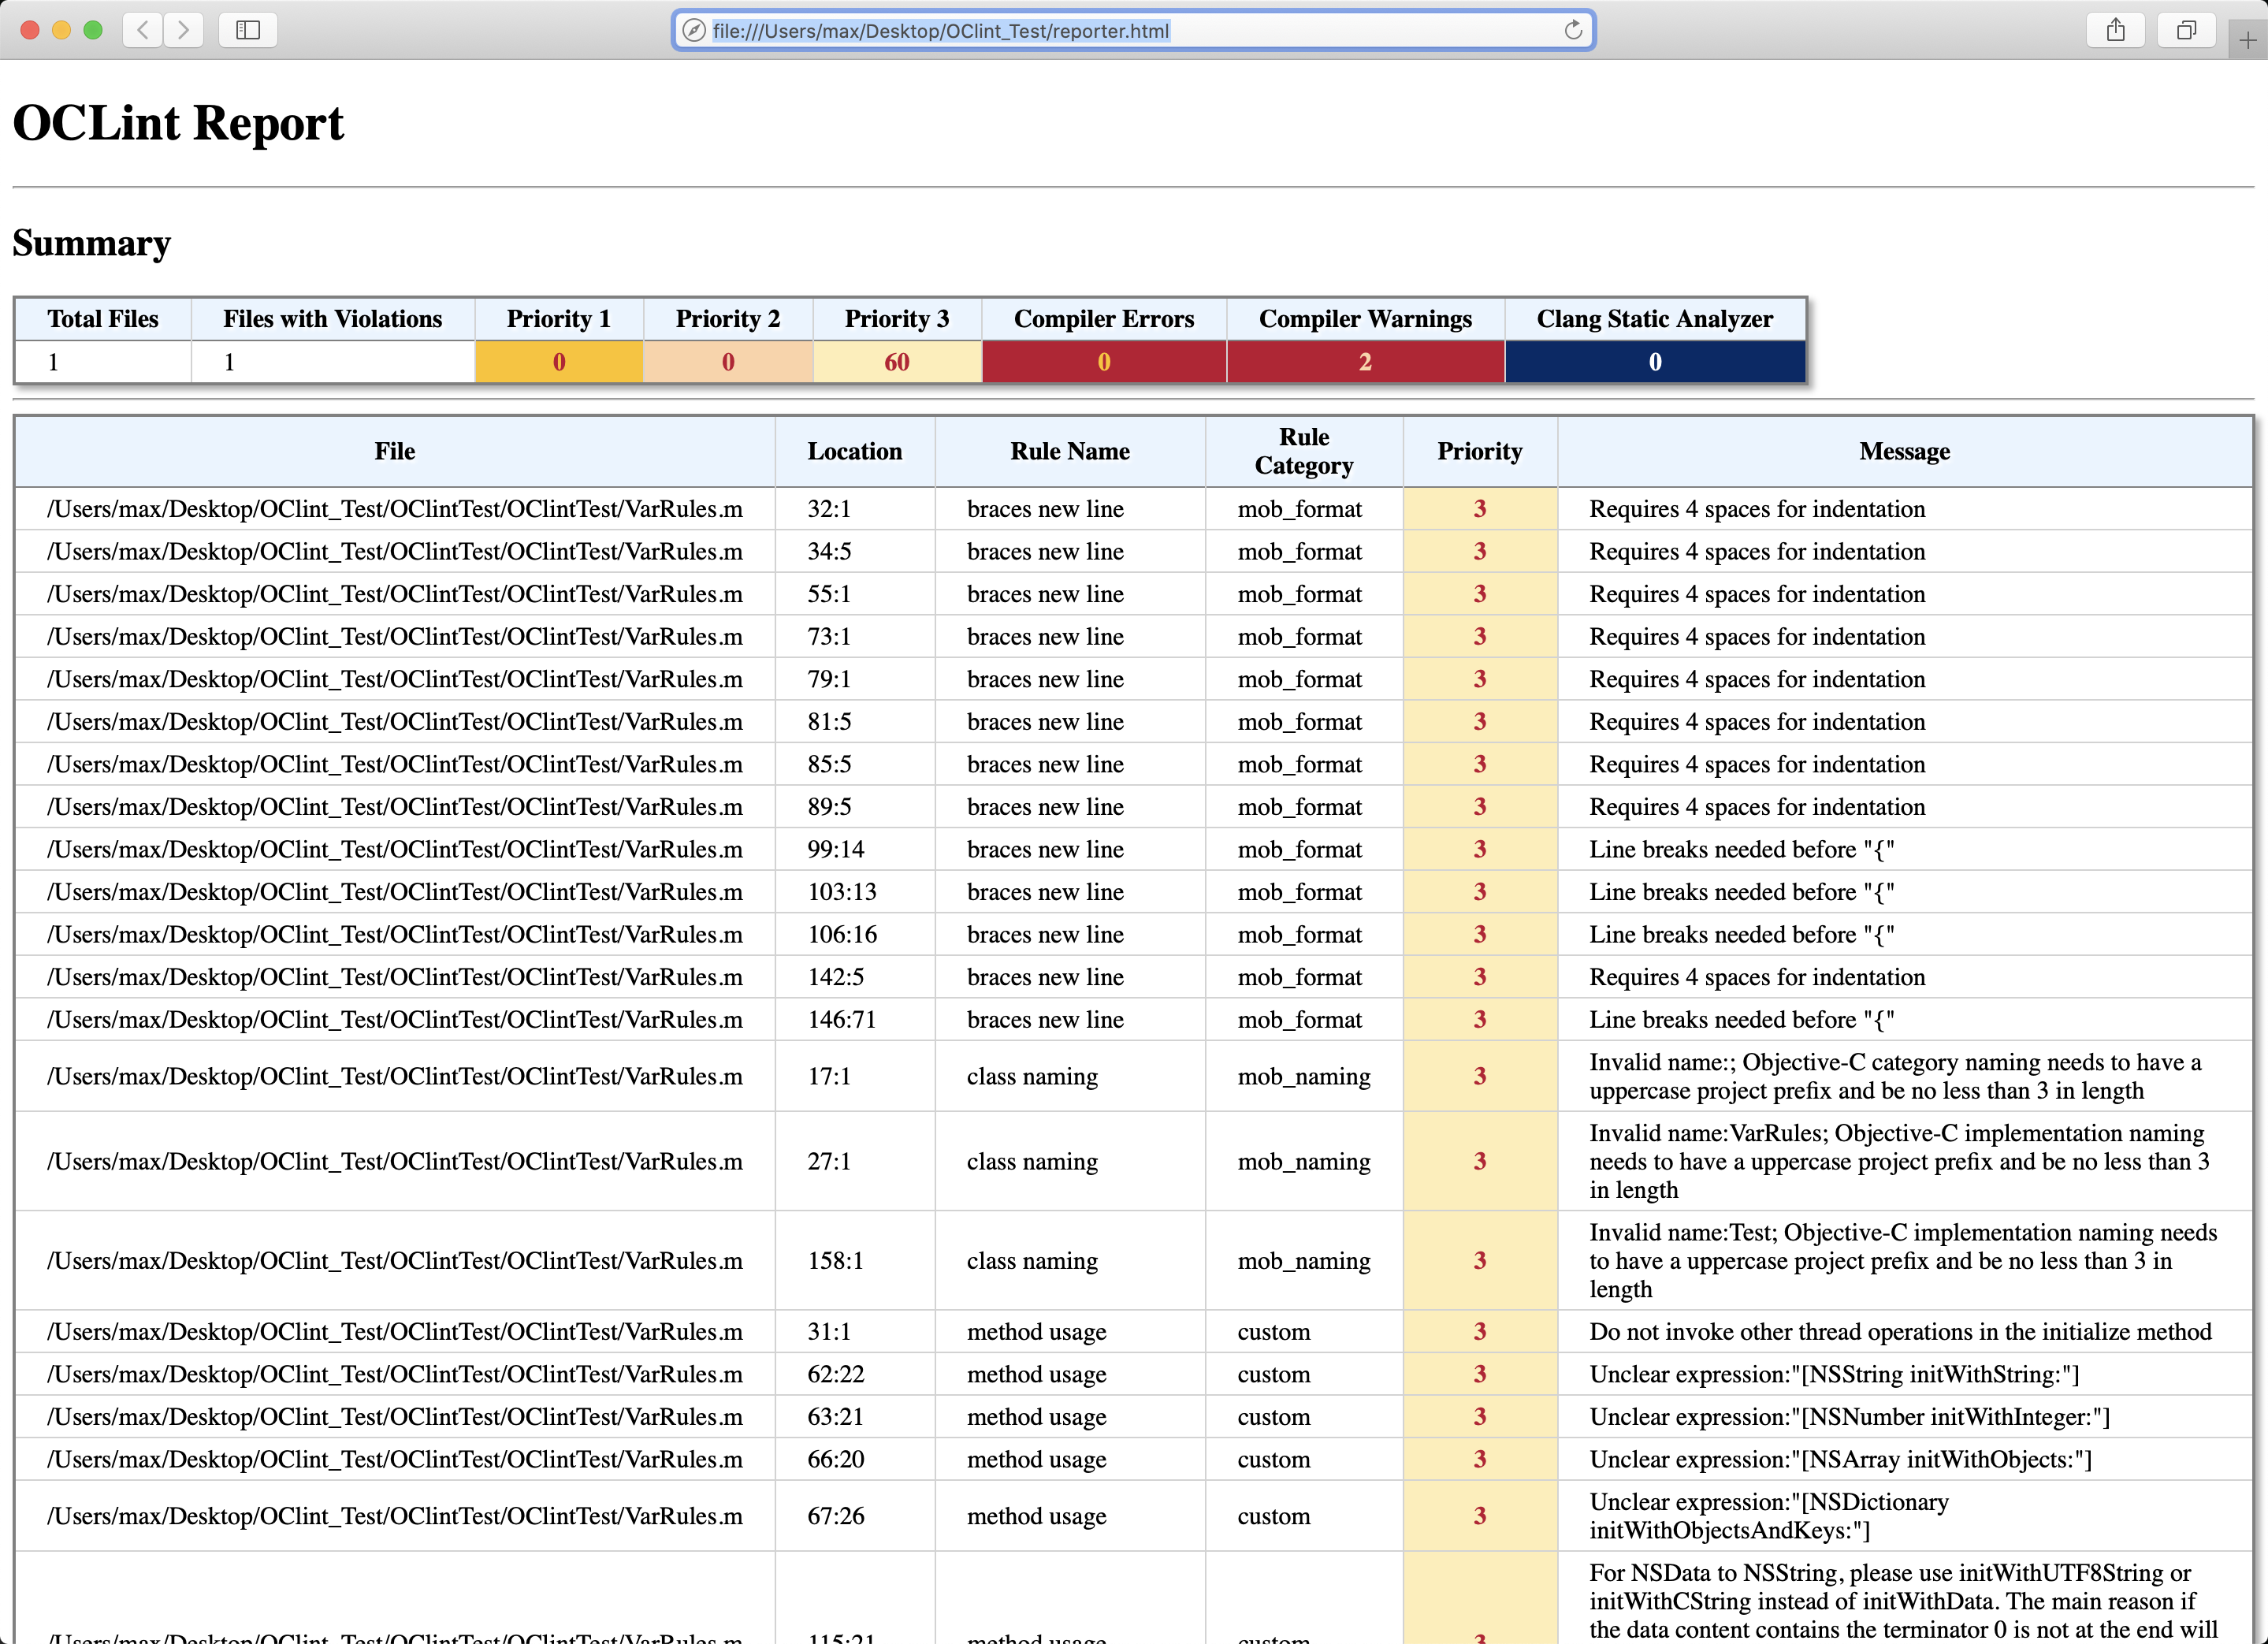 file:///Users/max/Desktop/OClint_Test/reporter.html
OCLint Report
Summary
Total Files Files with Violations Priority 1 Priority 2 Priority 3 Compiler Errors Compiler Warnings Clang Static Analyzer
1 1 0 0 60 0 2 0
File Location Rule Name Rule Category Priority Message
/Users/max/Desktop/OClint_Test/OClintTest/OClintTest/VarRules.m 32:1 braces new line mob_format 3 Requires 4 spaces for indentation
/Users/max/Desktop/OClint_Test/OClintTest/OClintTest/VarRules.m 34:5 braces new line mob_format 3 Requires 4 spaces for indentation
/Users/max/Desktop/OClint_Test/OClintTest/OClintTest/VarRules.m 55:1 braces new line mob_format 3 Requires 4 spaces for indentation
/Users/max/Desktop/OClint_Test/OClintTest/OClintTest/VarRules.m 73:1 braces new line mob_format 3 Requires 4 spaces for indentation
/Users/max/Desktop/OClint_Test/OClintTest/OClintTest/VarRules.m 79:1 braces new line mob_format 3 Requires 4 spaces for indentation
/Users/max/Desktop/OClint_Test/OClintTest/OClintTest/VarRules.m 81:5 braces new line mob_format 3 Requires 4 spaces for indentation
/Users/max/Desktop/OClint_Test/OClintTest/OClintTest/VarRules.m 85:5 braces new line mob_format 3 Requires 4 spaces for indentation
/Users/max/Desktop/OClint_Test/OClintTest/OClintTest/VarRules.m 89:5 braces new line mob_format 3 Requires 4 spaces for indentation
/Users/max/Desktop/OClint_Test/OClintTest/OClintTest/VarRules.m 99:14 braces new line mob_format 3 Line breaks needed before "{"
/Users/max/Desktop/OClint_Test/OClintTest/OClintTest/VarRules.m 103:13 braces new line mob_format 3 Line breaks needed before "{"
/Users/max/Desktop/OClint_Test/OClintTest/OClintTest/VarRules.m 106:16 braces new line mob_format 3 Line breaks needed before "{"
/Users/max/Desktop/OClint_Test/OClintTest/OClintTest/VarRules.m 142:5 braces new line mob_format 3 Requires 4 spaces for indentation
/Users/max/Desktop/OClint_Test/OClintTest/OClintTest/VarRules.m 146:71 braces new line mob_format 3 Line breaks needed before "{"
/Users/max/Desktop/OClint_Test/OClintTest/OClintTest/VarRules.m 17:1 class naming mob_naming 3 Invalid name:; Objective-C category naming needs to have a
uppercase project prefix and be no less than 3 in length
/Users/max/Desktop/OClint_Test/OClintTest/OClintTest/VarRules.m 27:1 class naming mob_naming 3 Invalid name:VarRules; Objective-C implementation naming
needs to have a uppercase project prefix and be no less than 3
in length
/Users/max/Desktop/OClint_Test/OClintTest/OClintTest/VarRules.m 158:1 class naming mob_naming 3 Invalid name:Test; Objective-C implementation naming needs
to have a uppercase project prefix and be no less than 3 in
length
/Users/max/Desktop/OClint_Test/OClintTest/OClintTest/VarRules.m 31:1 method usage custom 3 Do not invoke other thread operations in the initialize method
/Users/max/Desktop/OClint_Test/OClintTest/OClintTest/VarRules.m 62:22 method usage custom 3 Unclear expression:"[NSString initWithString:"]
/Users/max/Desktop/OClint_Test/OClintTest/OClintTest/VarRules.m 63:21 method usage custom 3 Unclear expression:"[NSNumber initWithInteger:"]
/Users/max/Desktop/OClint_Test/OClintTest/OClintTest/VarRules.m 66:20 method usage custom 3 Unclear expression:"[NSArray initWithObjects:"]
/Users/max/Desktop/OClint_Test/OClintTest/OClintTest/VarRules.m 67:26 method usage custom 3 Unclear expression:"[NSDictionary
initWithObjectsAndKeys:"]
/Users/max/Desktop/OClint_Test/OClintTest/OClintTest/VarRules.m 115:21 method usage custom 3 For NSData to NSString, please use initWithUTF8String or
initWithCString instead of initWithData. The main reason if
the data content contains the terminator 0 is not at the end will